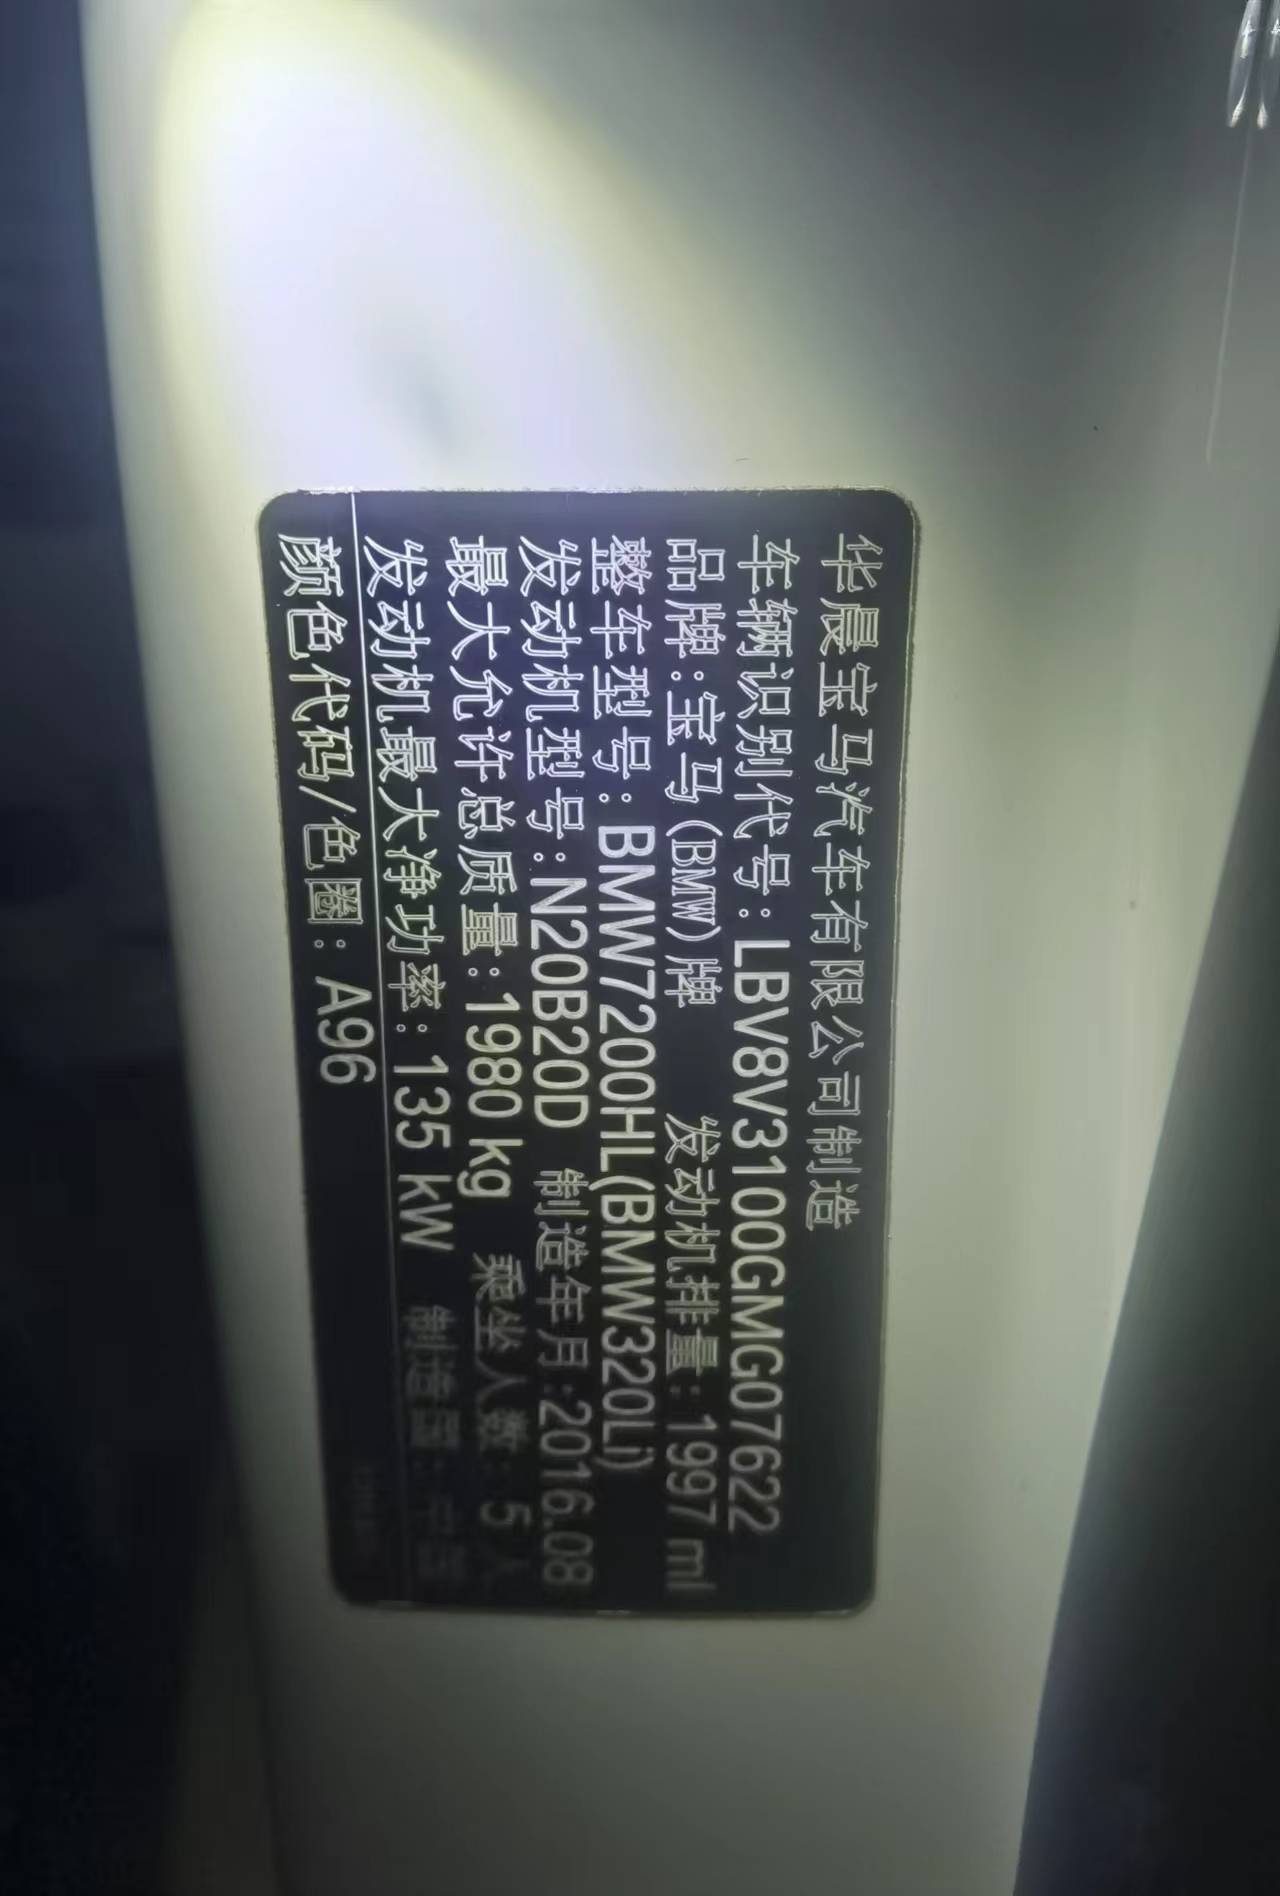 华晨宝马汽车有限公司制造
车辆识别代号:LBV8V3100GMG07622
品牌:宝马(BMW)牌 发动机排量:1997 ml
整车型号:BMW7200HL(BMW320Li)
发动机型号:N20B20D 制造年月:2016.08
最大允许总质量:1980 kg 乘坐人数:5人
发动机最大净功率:135 kW 制造国:中国
颜色代码/色圈:A96